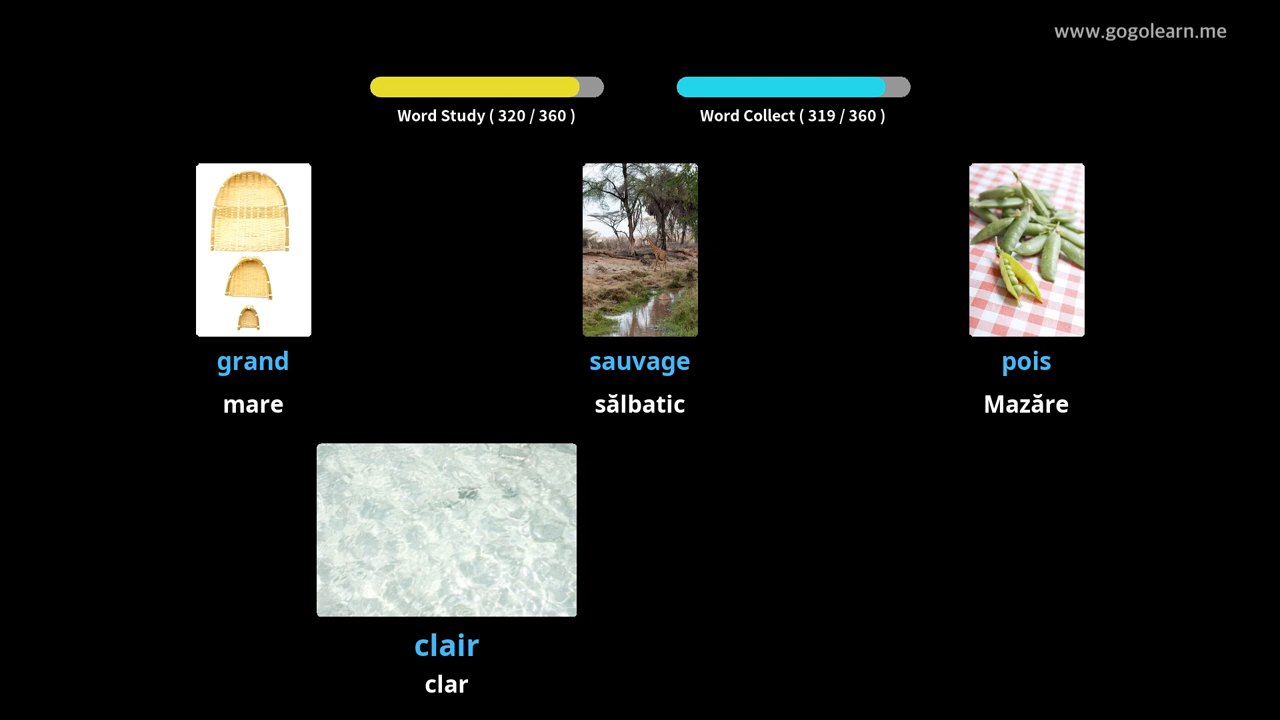 www.gogolearn.me
Word Study ( 320 / 360 )
Word Collect ( 319 / 360 )
grand
mare
sauvage
sălbatic
pois
Mazăre
clair
clar